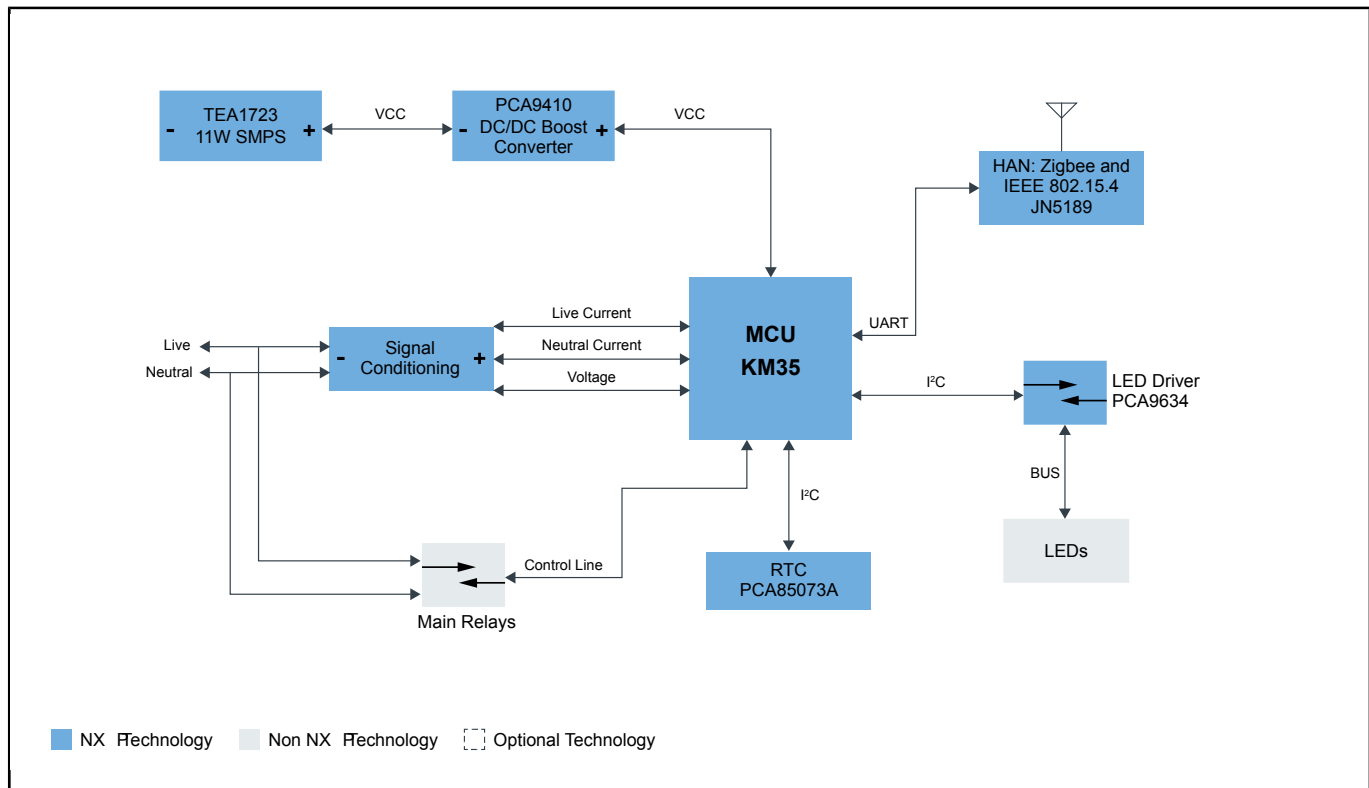 TEA1723
11W SMPS
- +
VCC
PCA9410
DC/DC Boost
Converter
- +
VCC
HAN: Zigbee and
IEEE 802.15.4
JN5189
UART
MCU
KM35
Live
Neutral
Signal
Conditioning
- +
Live Current
Neutral Current
Voltage
I²C
LED Driver
PCA9634
BUS
LEDs
I²C
RTC
PCA85073A
Control Line
Main Relays
NX PTechnology
Non NX PTechnology
Optional Technology